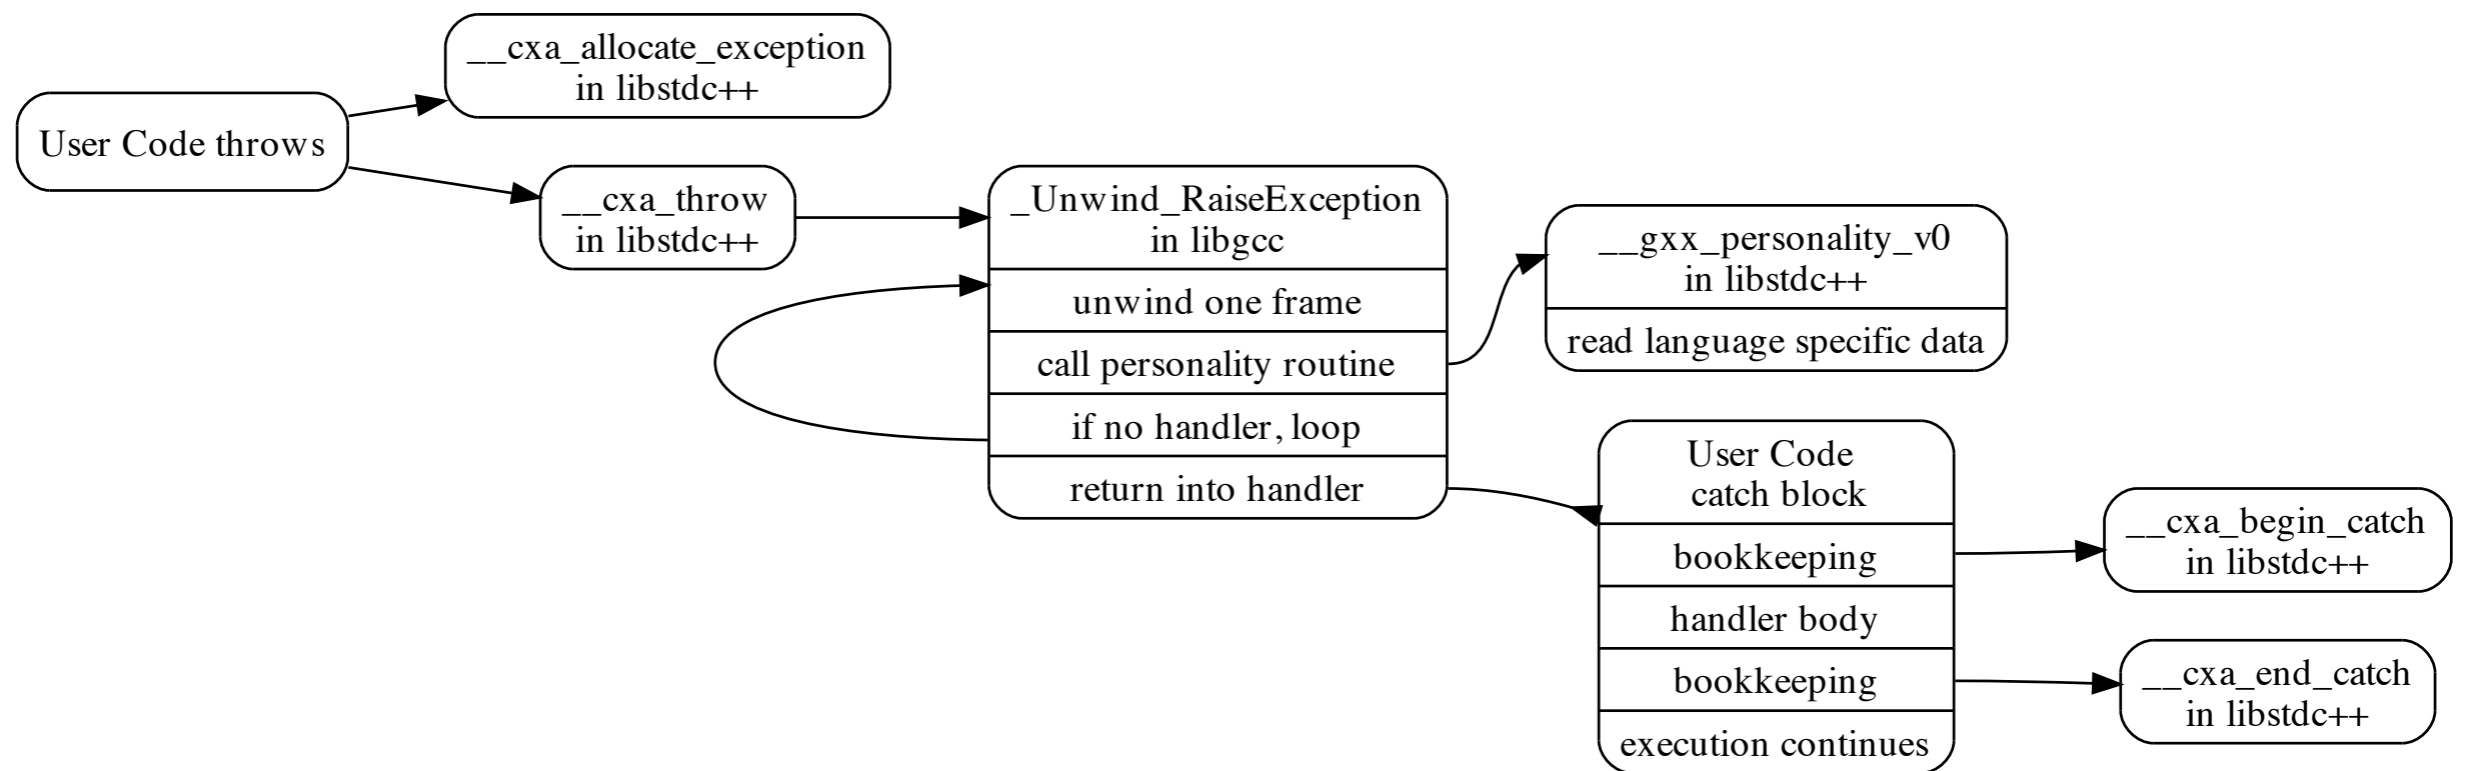 __cxa_allocate_exception
in libstdc++
User Code throws
__cxa_throw
in libstdc++
_Unwind_RaiseException
in libgcc
unwind one frame
call personality routine
if no handler, loop
return into handler
__gxx_personality_v0
in libstdc++
read language specific data
User Code
catch block
bookkeeping
handler body
bookkeeping
execution continues
__cxa_begin_catch
in libstdc++
__cxa_end_catch
in libstdc++